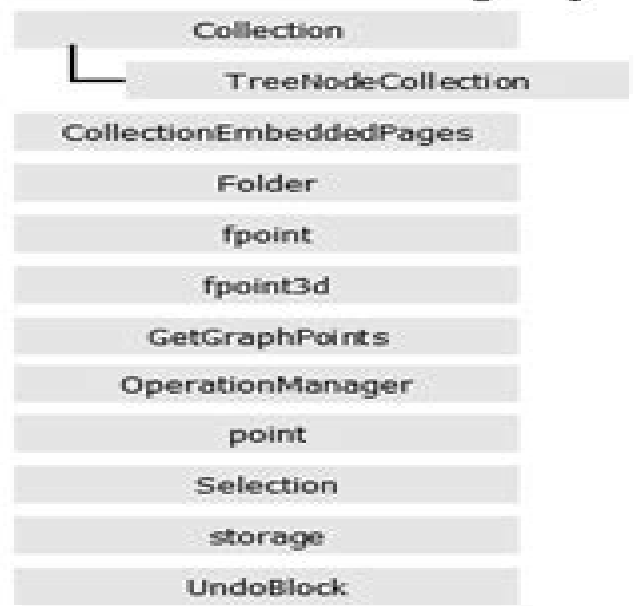 Collection
TreeNodeCollection
CollectionEmbeddedPages
Folder
fpoint
fpoint3d
GetGraphPoints
OperationManager
point
Selection
storage
UndoBlock